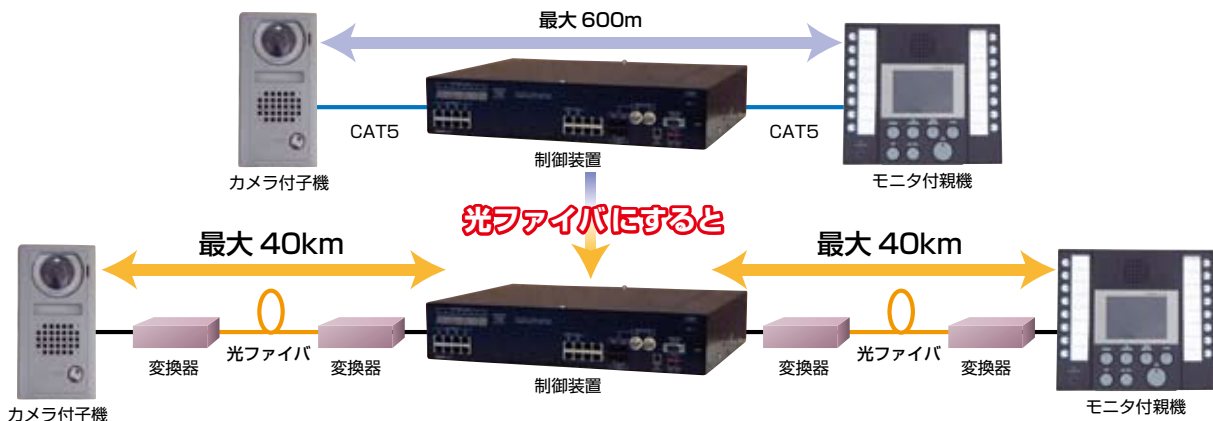 最大 600m
CAT5
CAT5
カメラ付子機
制御装置
モニタ付親機
光ファイバにすると
最大 40km
最大 40km
変換器
光ファイバ
変換器
制御装置
変換器
光ファイバ
変換器
カメラ付子機
モニタ付親機